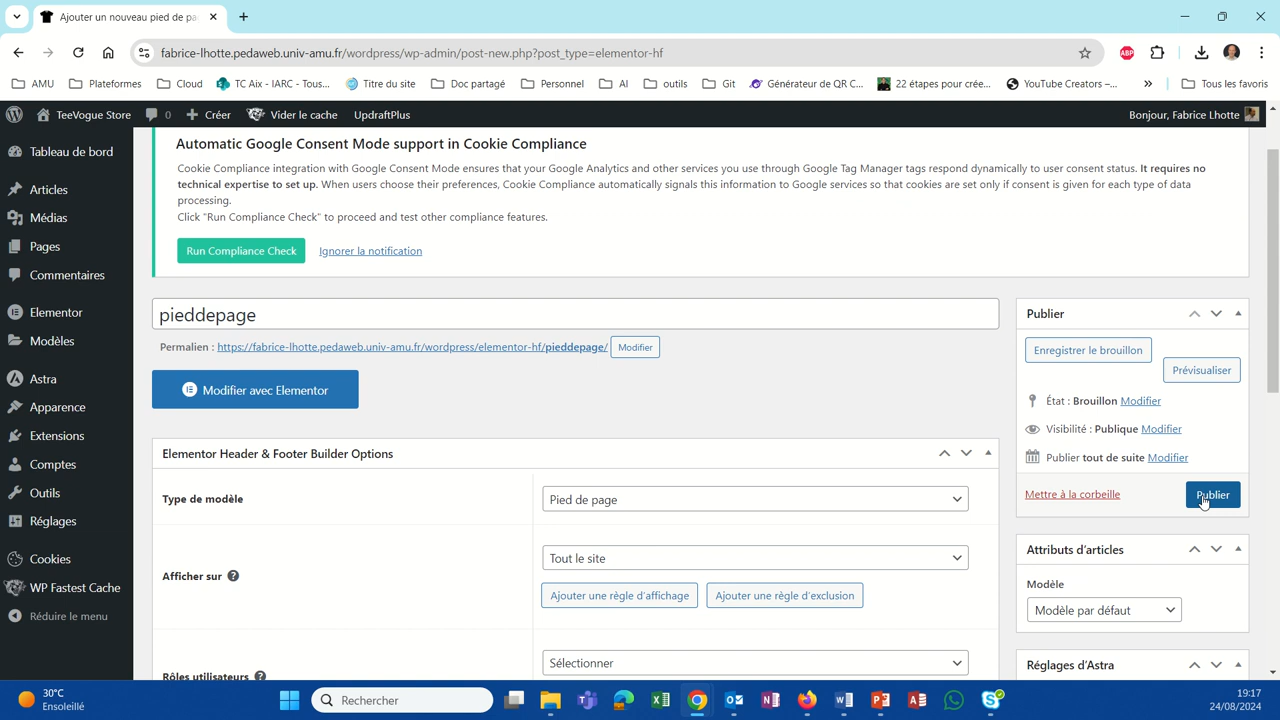 Ajouter un nouveau pied de pa
fabrice-lhotte.pedaweb.univ-amu.fr/wordpress/wp-admin/post-new.php?post_type=elementor-hf
ABP
AMU Plateformes Cloud TC Aix - IARC - Tous... Titre du site Doc partagé Personnel AI outils Git Générateur de QR C... 22 étapes pour crée... YouTube Creators –... » Tous les favoris
TeeVogue Store 0 Créer Vider le cache UpdraftPlus Bonjour, Fabrice Lhotte
Tableau de bord
Articles
Médias
Pages
Commentaires
Elementor
Modèles
Astra
Apparence
Extensions
Comptes
Outils
Réglages
Cookies
WP Fastest Cache
Réduire le menu
Automatic Google Consent Mode support in Cookie Compliance
Cookie Compliance integration with Google Consent Mode ensures that your Google Analytics and other services you use through Google Tag Manager tags respond dynamically to user consent status. It requires no
technical expertise to set up. When users choose their preferences, Cookie Compliance automatically signals this information to Google services so that cookies are set only if consent is given for each type of data
processing.
Click "Run Compliance Check" to proceed and test other compliance features.
Run Compliance Check Ignorer la notification
pieddepage
Permalien : https://fabrice-lhotte.pedaweb.univ-amu.fr/wordpress/elementor-hf/pieddepage/ Modifier
Modifier avec Elementor
Elementor Header & Footer Builder Options
Type de modèle Pied de page
Afficher sur ? Tout le site
Ajouter une règle d'affichage Ajouter une règle d'exclusion
Rôles utilisateurs ? Sélectionner
Publier
Enregistrer le brouillon
Prévisualiser
État : Brouillon Modifier
Visibilité : Publique Modifier
Publier tout de suite Modifier
Mettre à la corbeille Publier
Attributs d'articles
Modèle
Modèle par défaut
Réglages d'Astra
30°C
Ensoleillé
Rechercher
19:17
24/08/2024